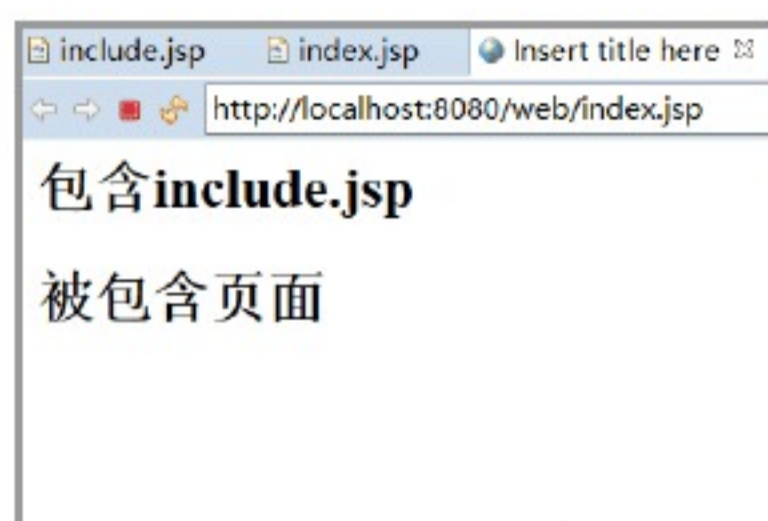 include.jsp index.jsp Insert title here
http://localhost:8080/web/index.jsp
包含include.jsp
被包含页面